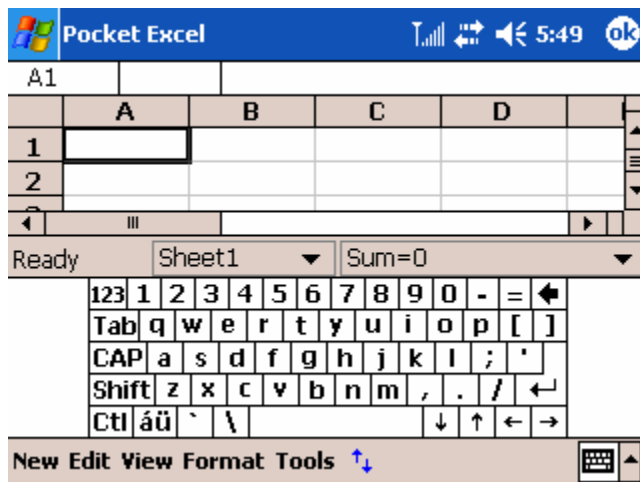 Pocket Excel 5:49 ok
A1
A B C D
1
2
Ready Sheet1 Sum=0
123 1 2 3 4 5 6 7 8 9 0 - = 🡄
Tab q w e r t y u i o p [ ]
CAP a s d f g h j k l ; '
Shift z x c v b n m , . / ↵
Ctl áü ` \ ↓ ↑ ← →
New Edit View Format Tools